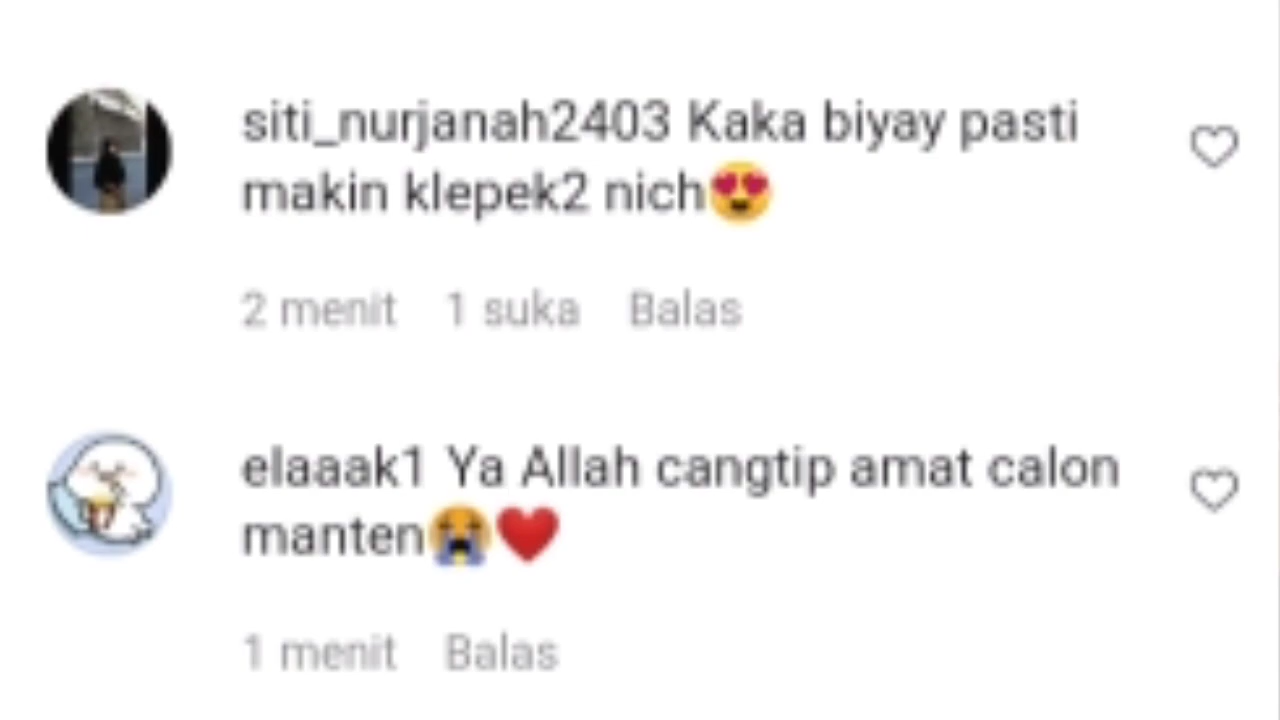 siti_nurjanah2403 Kaka biyay pasti
makin klepek2 nich😍
2 menit 1 suka Balas
elaaak1 Ya Allah cangtip amat calon
manten😭❤️
1 menit Balas